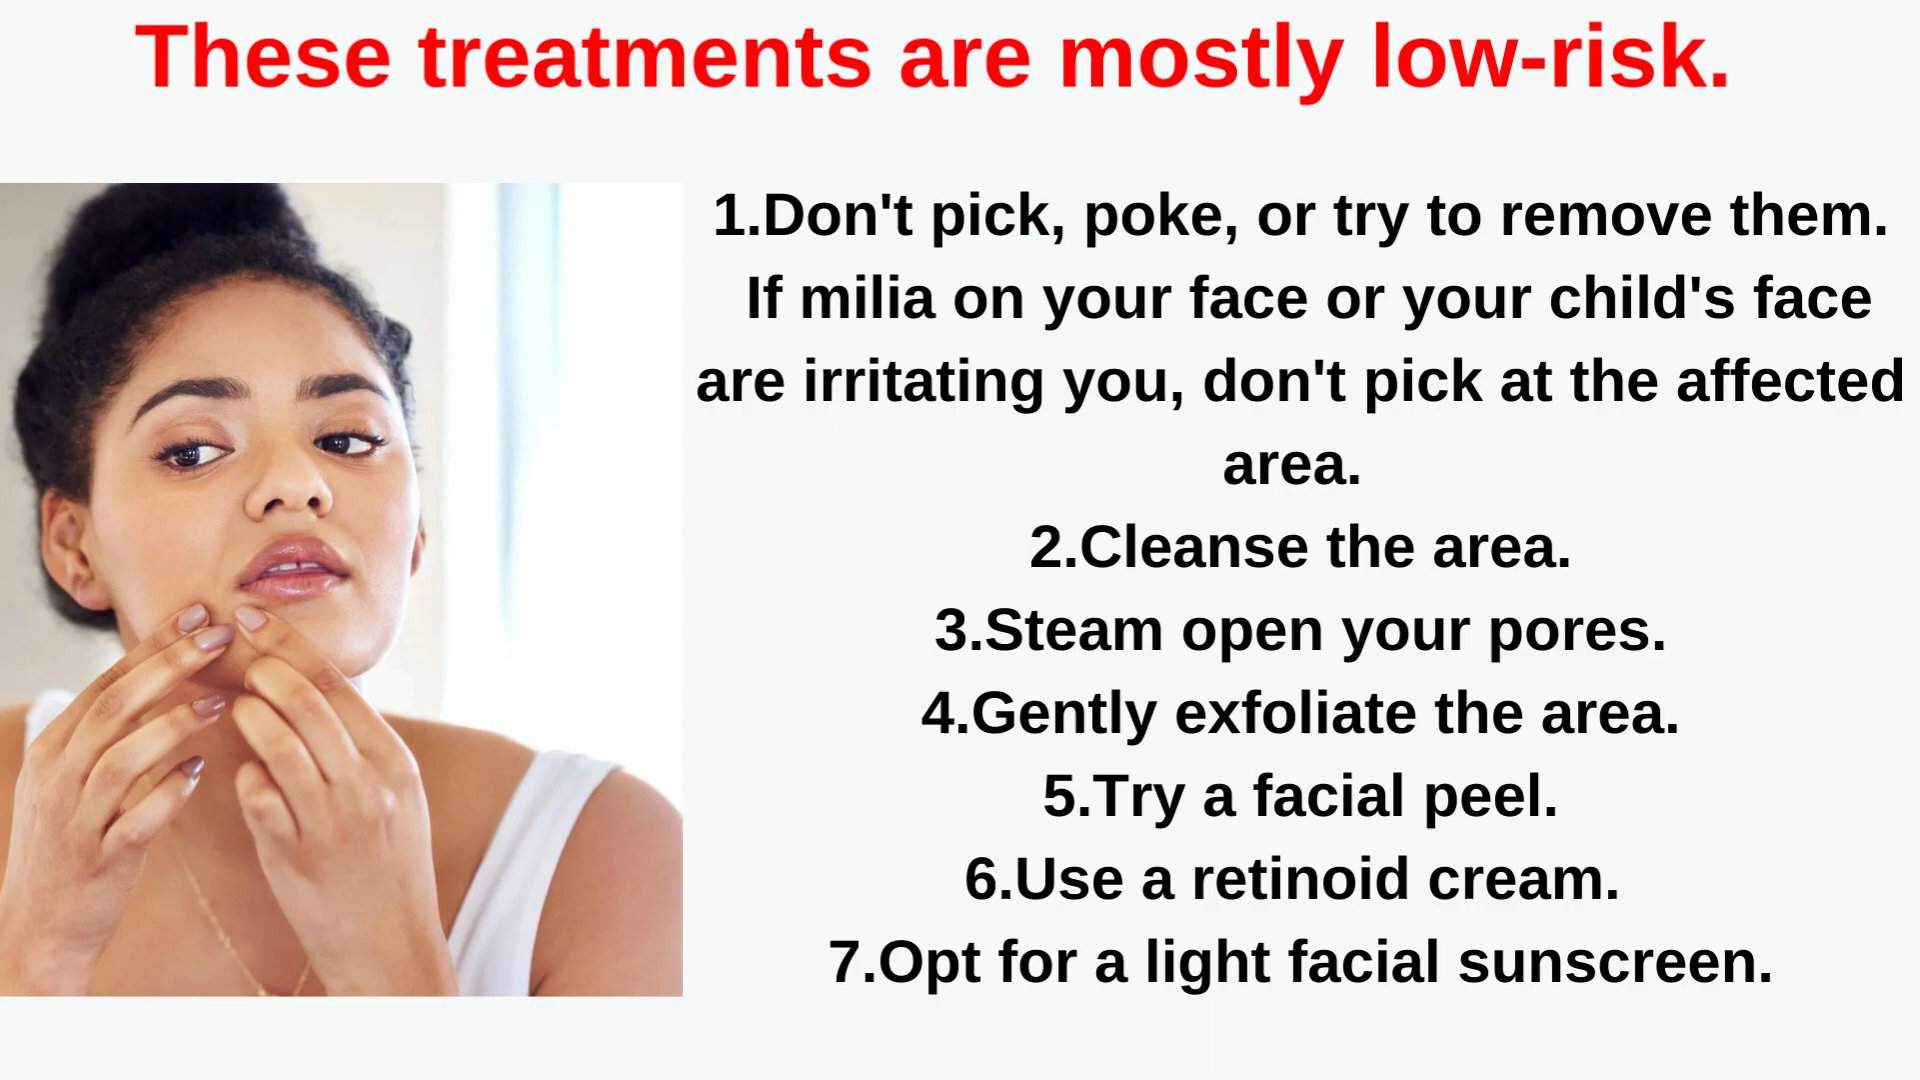 These treatments are mostly low-risk.
1.Don't pick, poke, or try to remove them.
If milia on your face or your child's face
are irritating you, don't pick at the affected
area.
2.Cleanse the area.
3.Steam open your pores.
4.Gently exfoliate the area.
5.Try a facial peel.
6.Use a retinoid cream.
7.Opt for a light facial sunscreen.